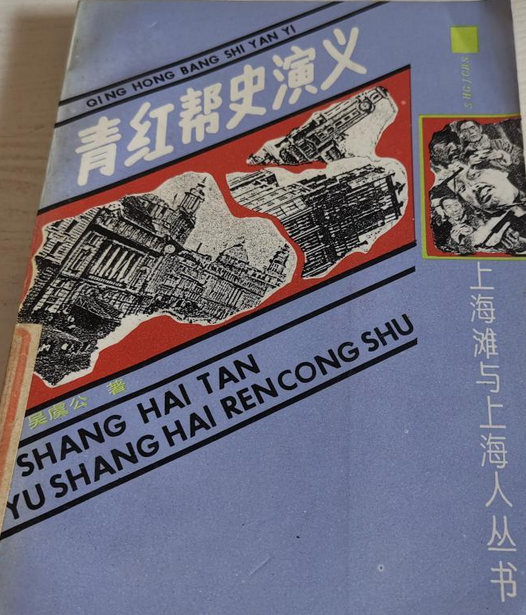 QING HONG BANG SHI YAN YI
青红帮史演义
吴虞公 著
SHANG HAI TAN
YU SHANG HAI REN CONG SHU
上海滩与上海人丛书